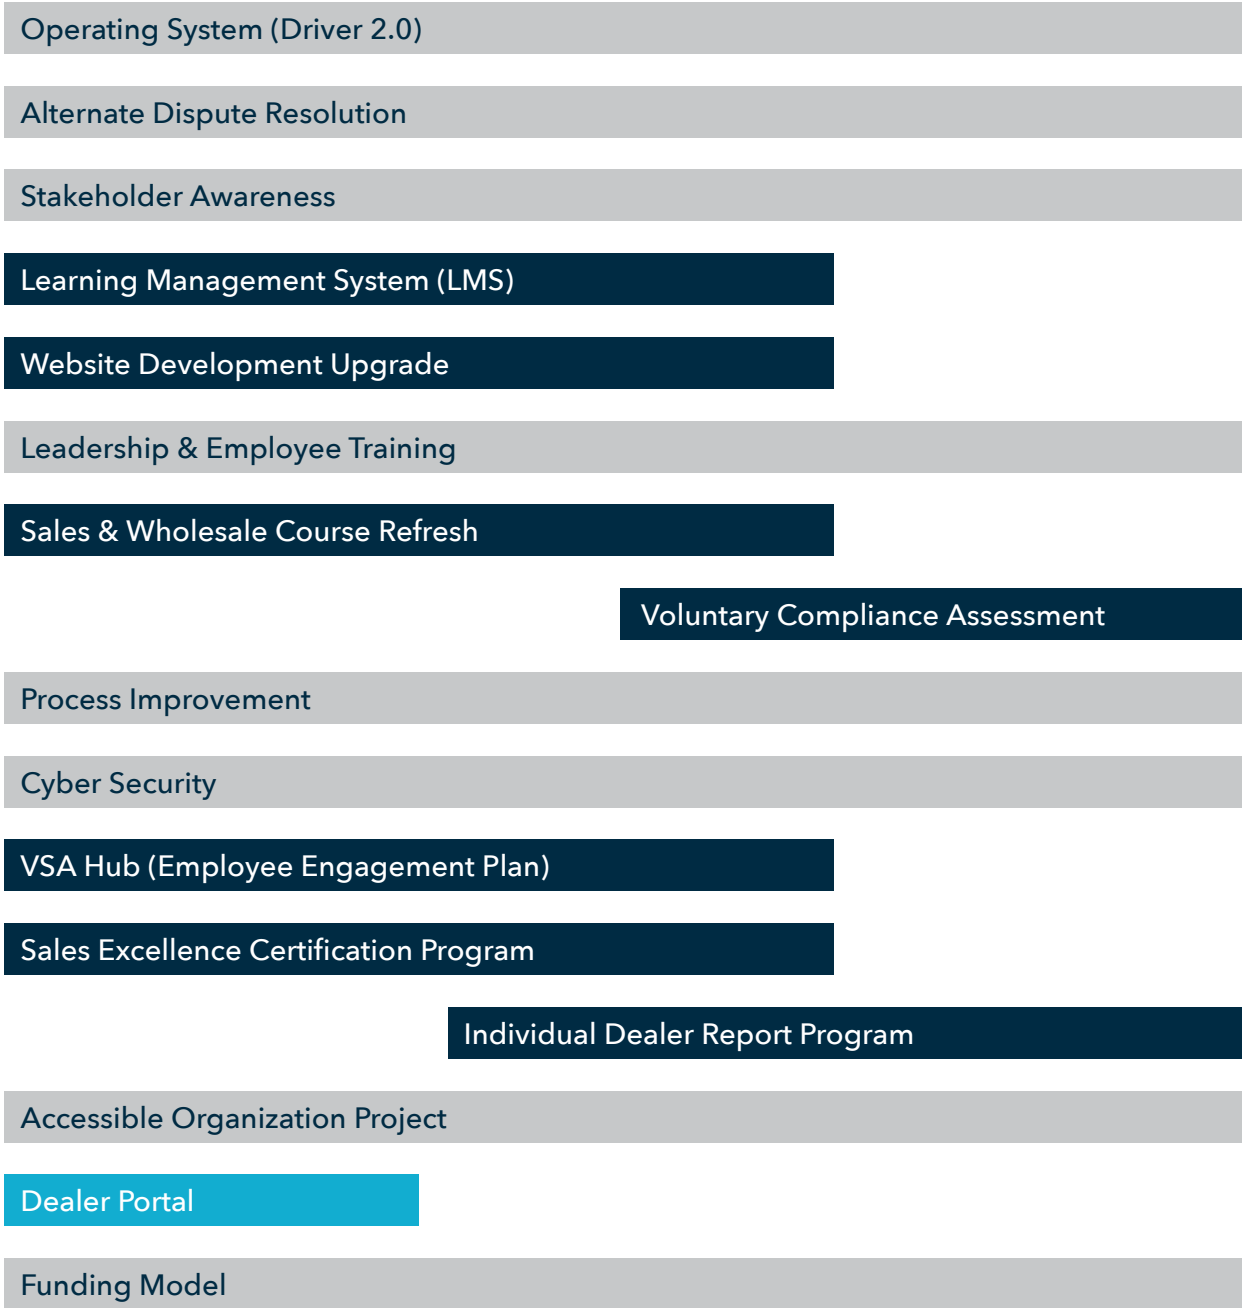 Operating System (Driver 2.0)
Alternate Dispute Resolution
Stakeholder Awareness
Learning Management System (LMS)
Website Development Upgrade
Leadership & Employee Training
Sales & Wholesale Course Refresh
Voluntary Compliance Assessment
Process Improvement
Cyber Security
VSA Hub (Employee Engagement Plan)
Sales Excellence Certification Program
Individual Dealer Report Program
Accessible Organization Project
Dealer Portal
Funding Model